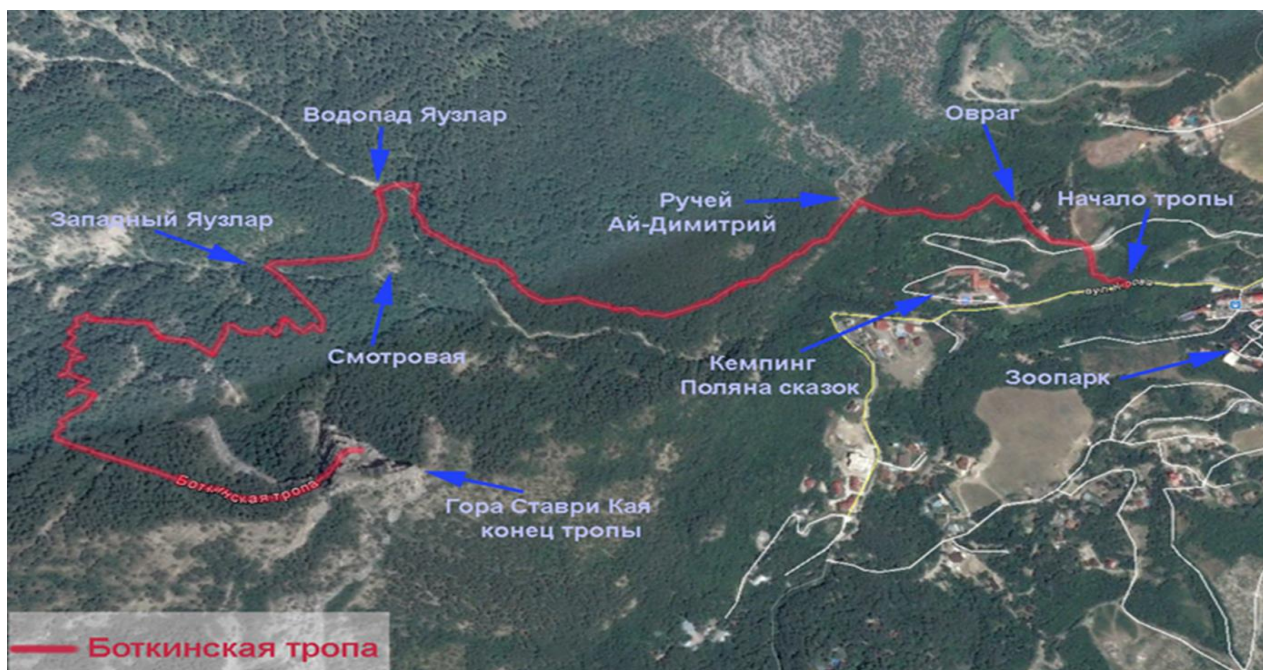 Водопад Яузлар
Овраг
Западный Яузлар
Ручей
Ай-Димитрий
Начало тропы
Смотровая
Кемпинг
Поляна сказок
Зоопарк
Боткинская тропа
Гора Ставри Кая
конец тропы
Боткинская тропа